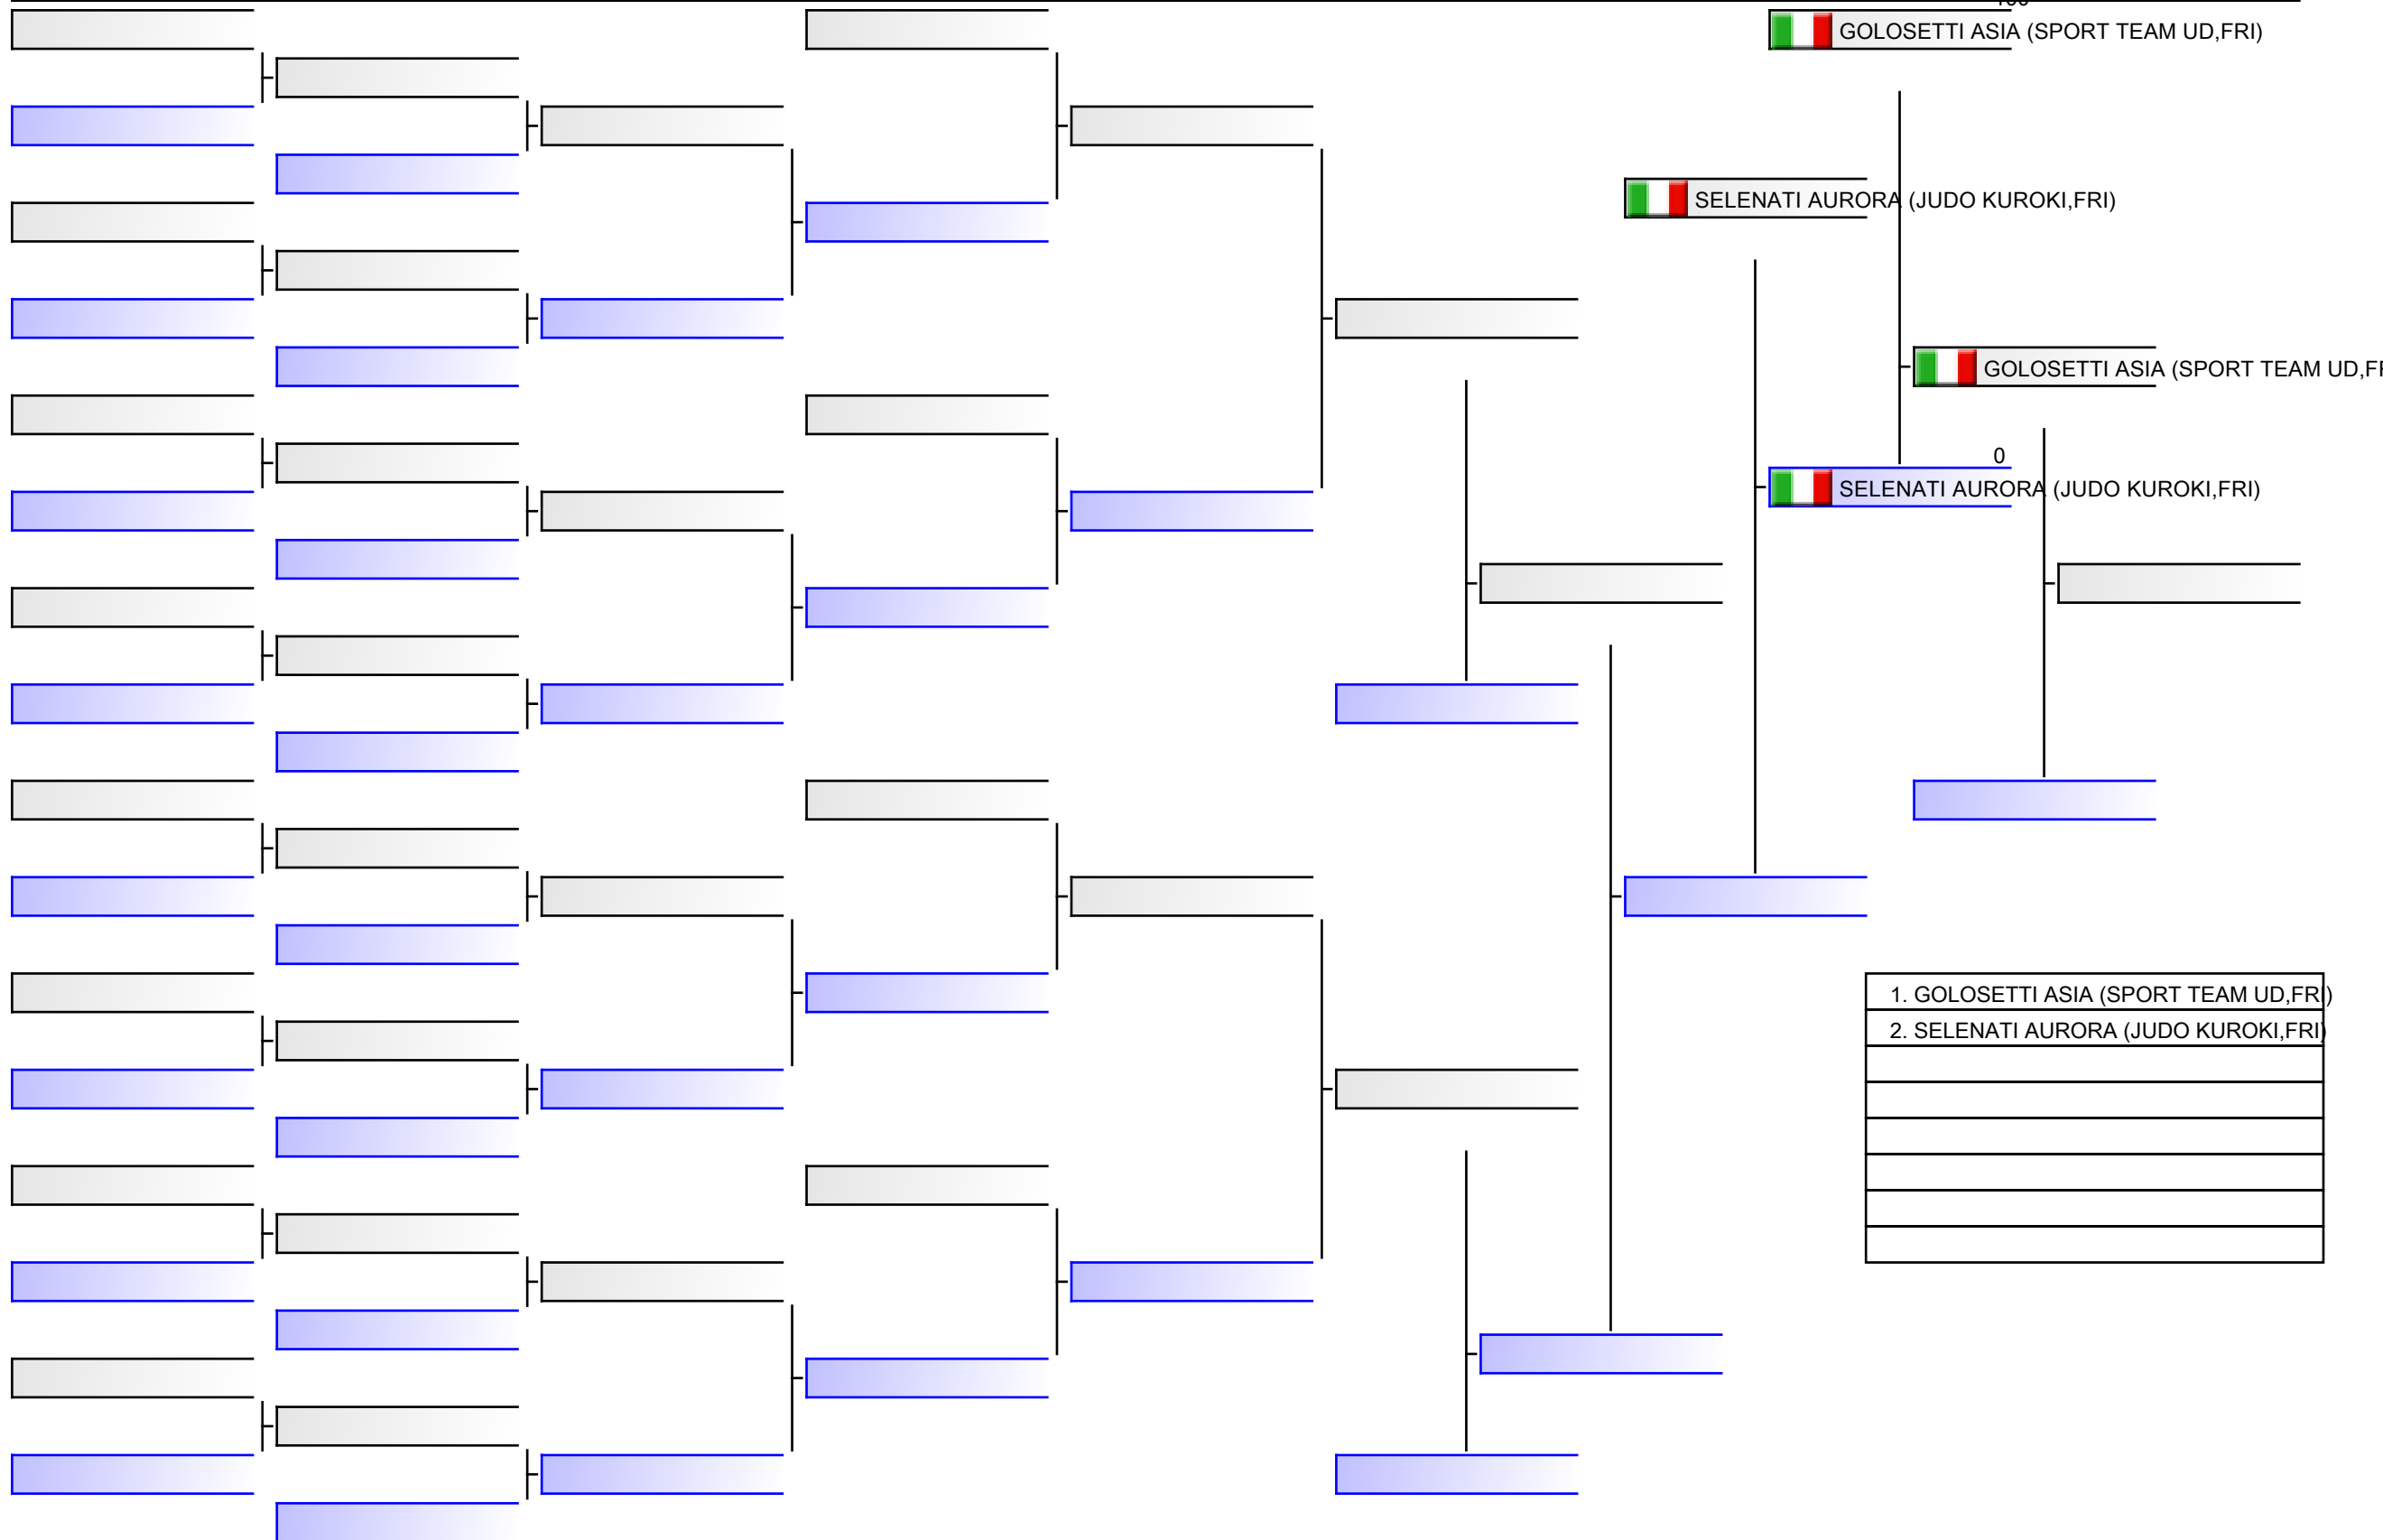 GOLOSETTI ASIA (SPORT TEAM UD,FRI)
SELENATI AURORA (JUDO KUROKI,FRI)
GOLOSETTI ASIA (SPORT TEAM UD,F
0
SELENATI AURORA (JUDO KUROKI,FRI)
1. GOLOSETTI ASIA (SPORT TEAM UD,FRI)
2. SELENATI AURORA (JUDO KUROKI,FRI)